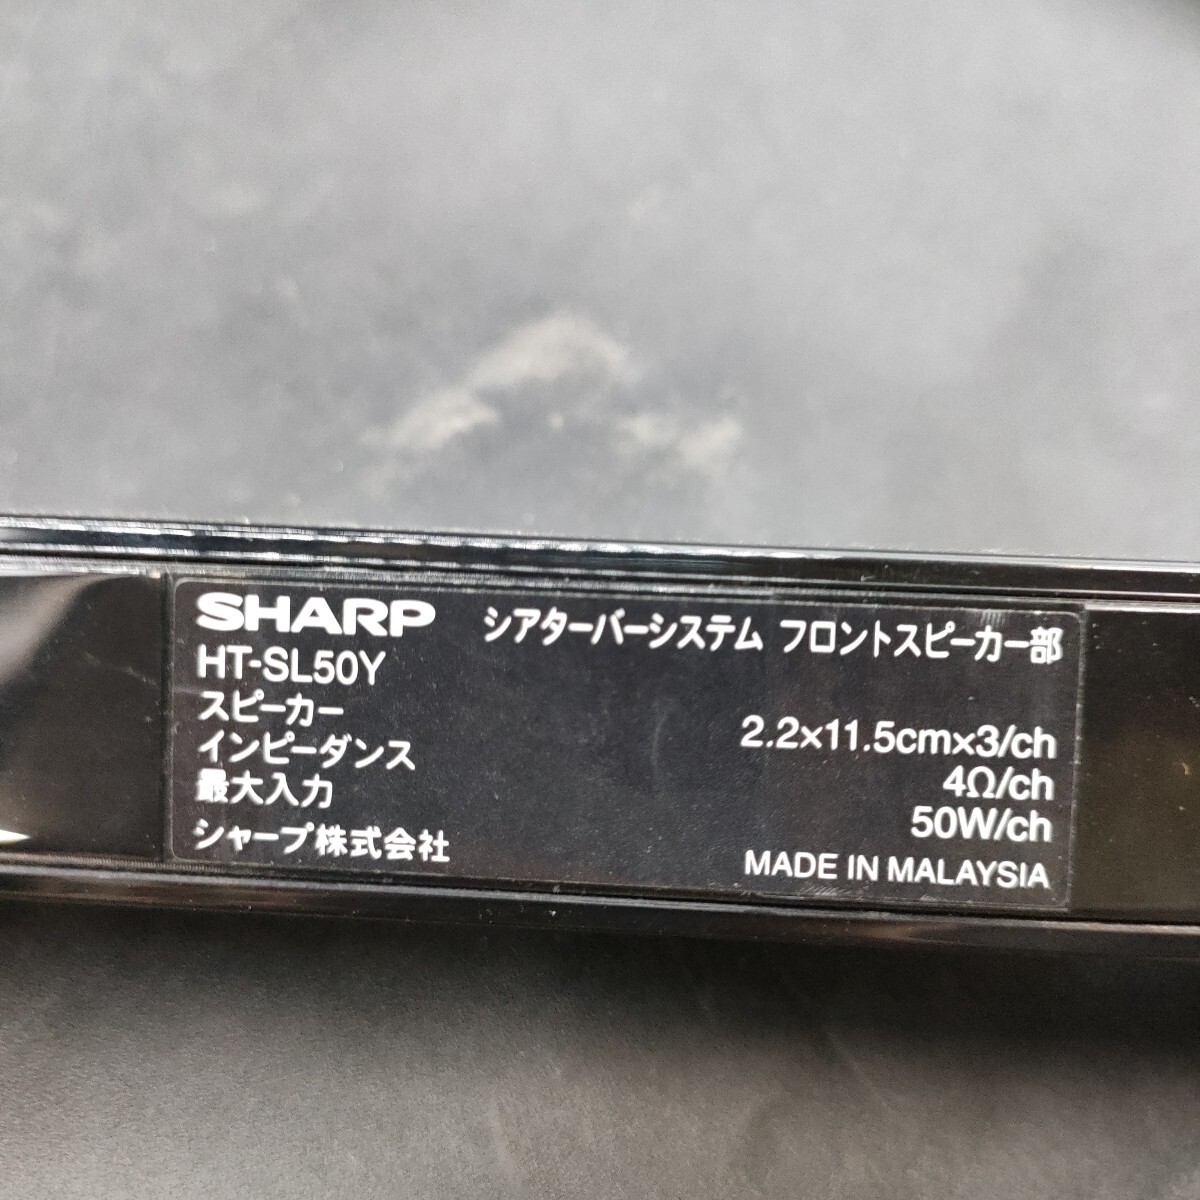 SHARP シアターバーシステム フロントスピーカー部
HT-SL50Y
スピーカー 2.2×11.5cm×3/ch
インピーダンス 4Ω/ch
最大入力 50W/ch
シャープ株式会社 MADE IN MALAYSIA